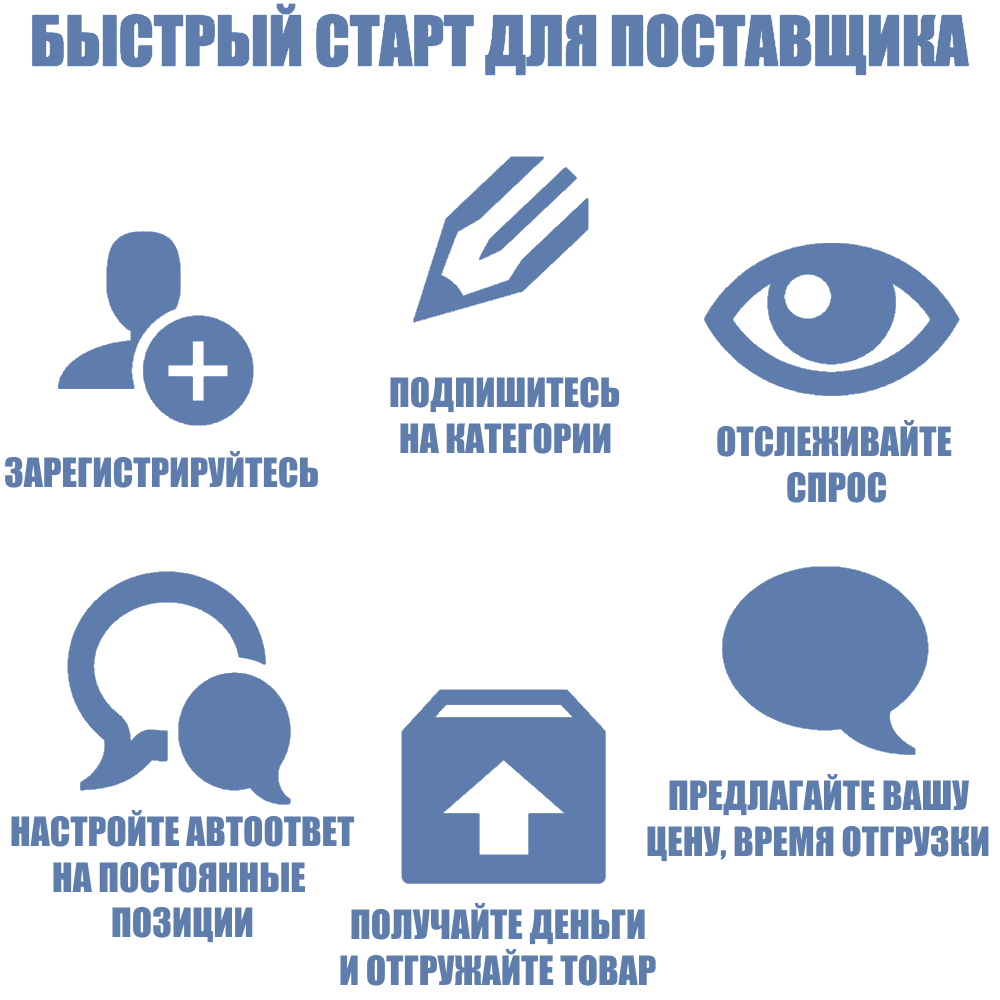 БЫСТРЫЙ СТАРТ ДЛЯ ПОСТАВЩИКА
ЗАРЕГИСТРИРУЙТЕСЬ
ПОДПИШИТЕСЬ
НА КАТЕГОРИИ
ОТСЛЕЖИВАЙТЕ
СПРОС
НАСТРОЙТЕ АВТООТВЕТ
НА ПОСТОЯННЫЕ
ПОЗИЦИИ
ПОЛУЧАЙТЕ ДЕНЬГИ
И ОТГРУЖАЙТЕ ТОВАР
ПРЕДЛАГАЙТЕ ВАШУ
ЦЕНУ, ВРЕМЯ ОТГРУЗКИ